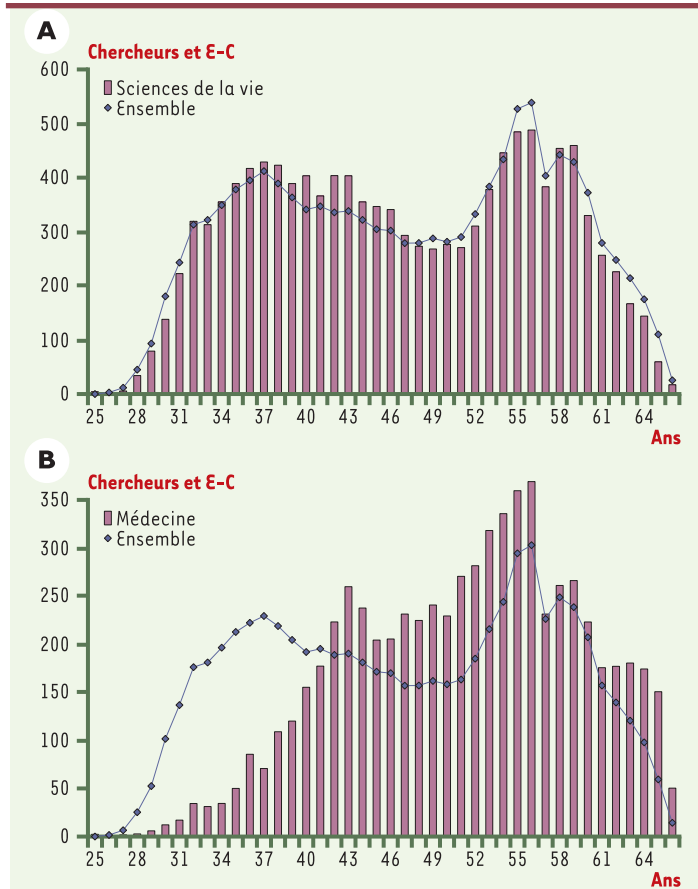 A
Chercheurs et E-C
600
Sciences de la vie
Ensemble
500
400
300
200
100
0
25 28 31 34 37 40 43 46 49 52 55 58 61 64
Ans
B
Chercheurs et E-C
350
Médecine
Ensemble
300
250
200
150
100
50
0
25 28 31 34 37 40 43 46 49 52 55 58 61 64
Ans